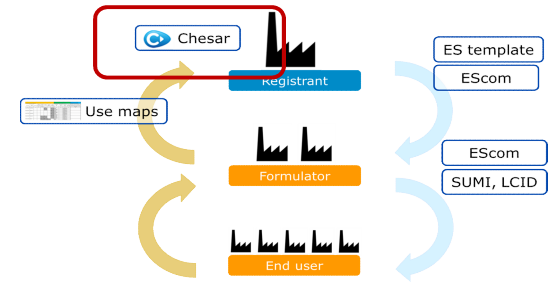 Chesar
Registrant
ES template
EScom
Use maps
Formulator
EScom
SUMI, LCID
End user